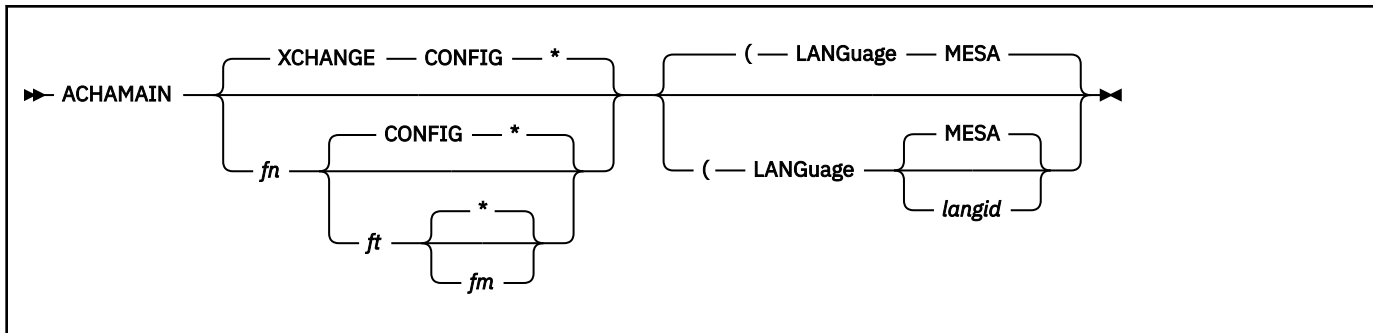 XCHANGE CONFIG * ( LANGuage MESA
ACHAMAIN
CONFIG * MESA
fn ( LANGuage
* langid
ft
fm